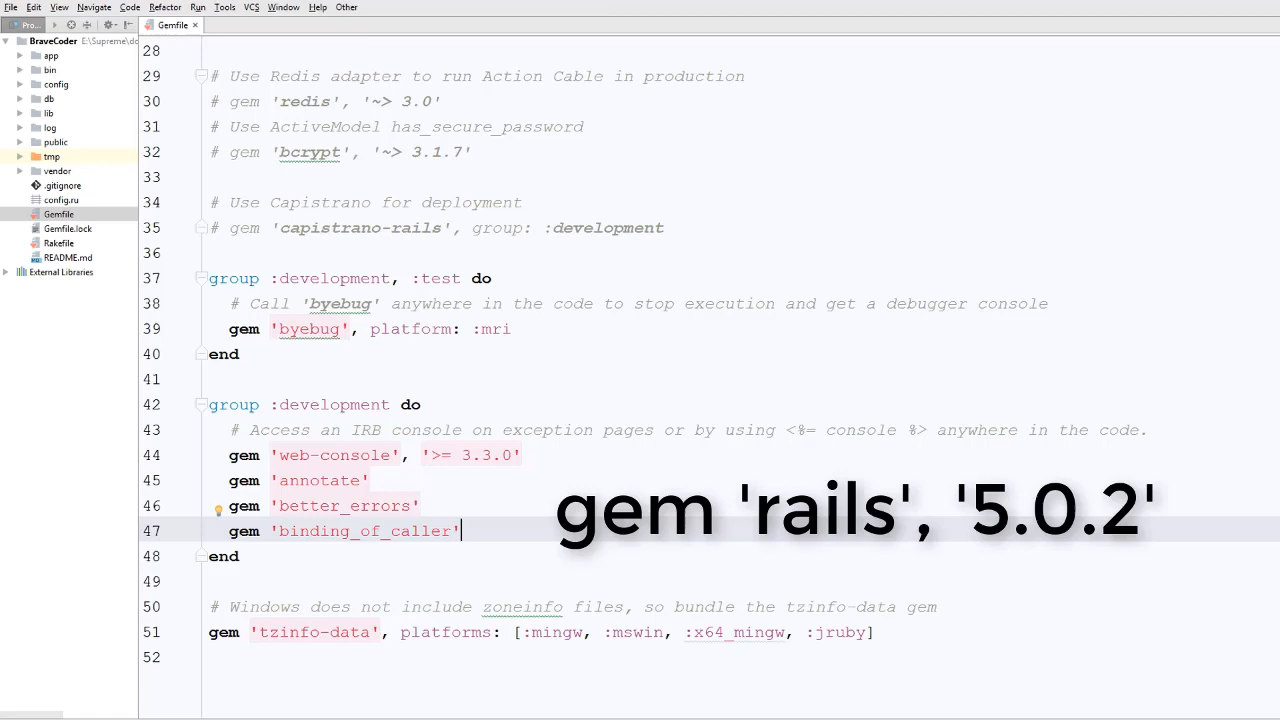 File Edit View Navigate Code Refactor Run Tools VCS Window Help Other
Pro...
Gemfile
BraveCoder E:\Supreme\do
app
bin
config
db
lib
log
public
tmp
vendor
.gitignore
config.ru
Gemfile
Gemfile.lock
Rakefile
README.md
External Libraries
28
29 # Use Redis adapter to run Action Cable in production
30 # gem 'redis', '~> 3.0'
31 # Use ActiveModel has_secure_password
32 # gem 'bcrypt', '~> 3.1.7'
33
34 # Use Capistrano for deployment
35 # gem 'capistrano-rails', group: :development
36
37 group :development, :test do
38 # Call 'byebug' anywhere in the code to stop execution and get a debugger console
39 gem 'byebug', platform: :mri
40 end
41
42 group :development do
43 # Access an IRB console on exception pages or by using <%= console %> anywhere in the code.
44 gem 'web-console', '>= 3.3.0'
45 gem 'annotate'
46 gem 'better_errors'
47 gem 'binding_of_caller'
48 end
49
50 # Windows does not include zoneinfo files, so bundle the tzinfo-data gem
51 gem 'tzinfo-data', platforms: [:mingw, :mswin, :x64_mingw, :jruby]
52
gem 'rails', '5.0.2'